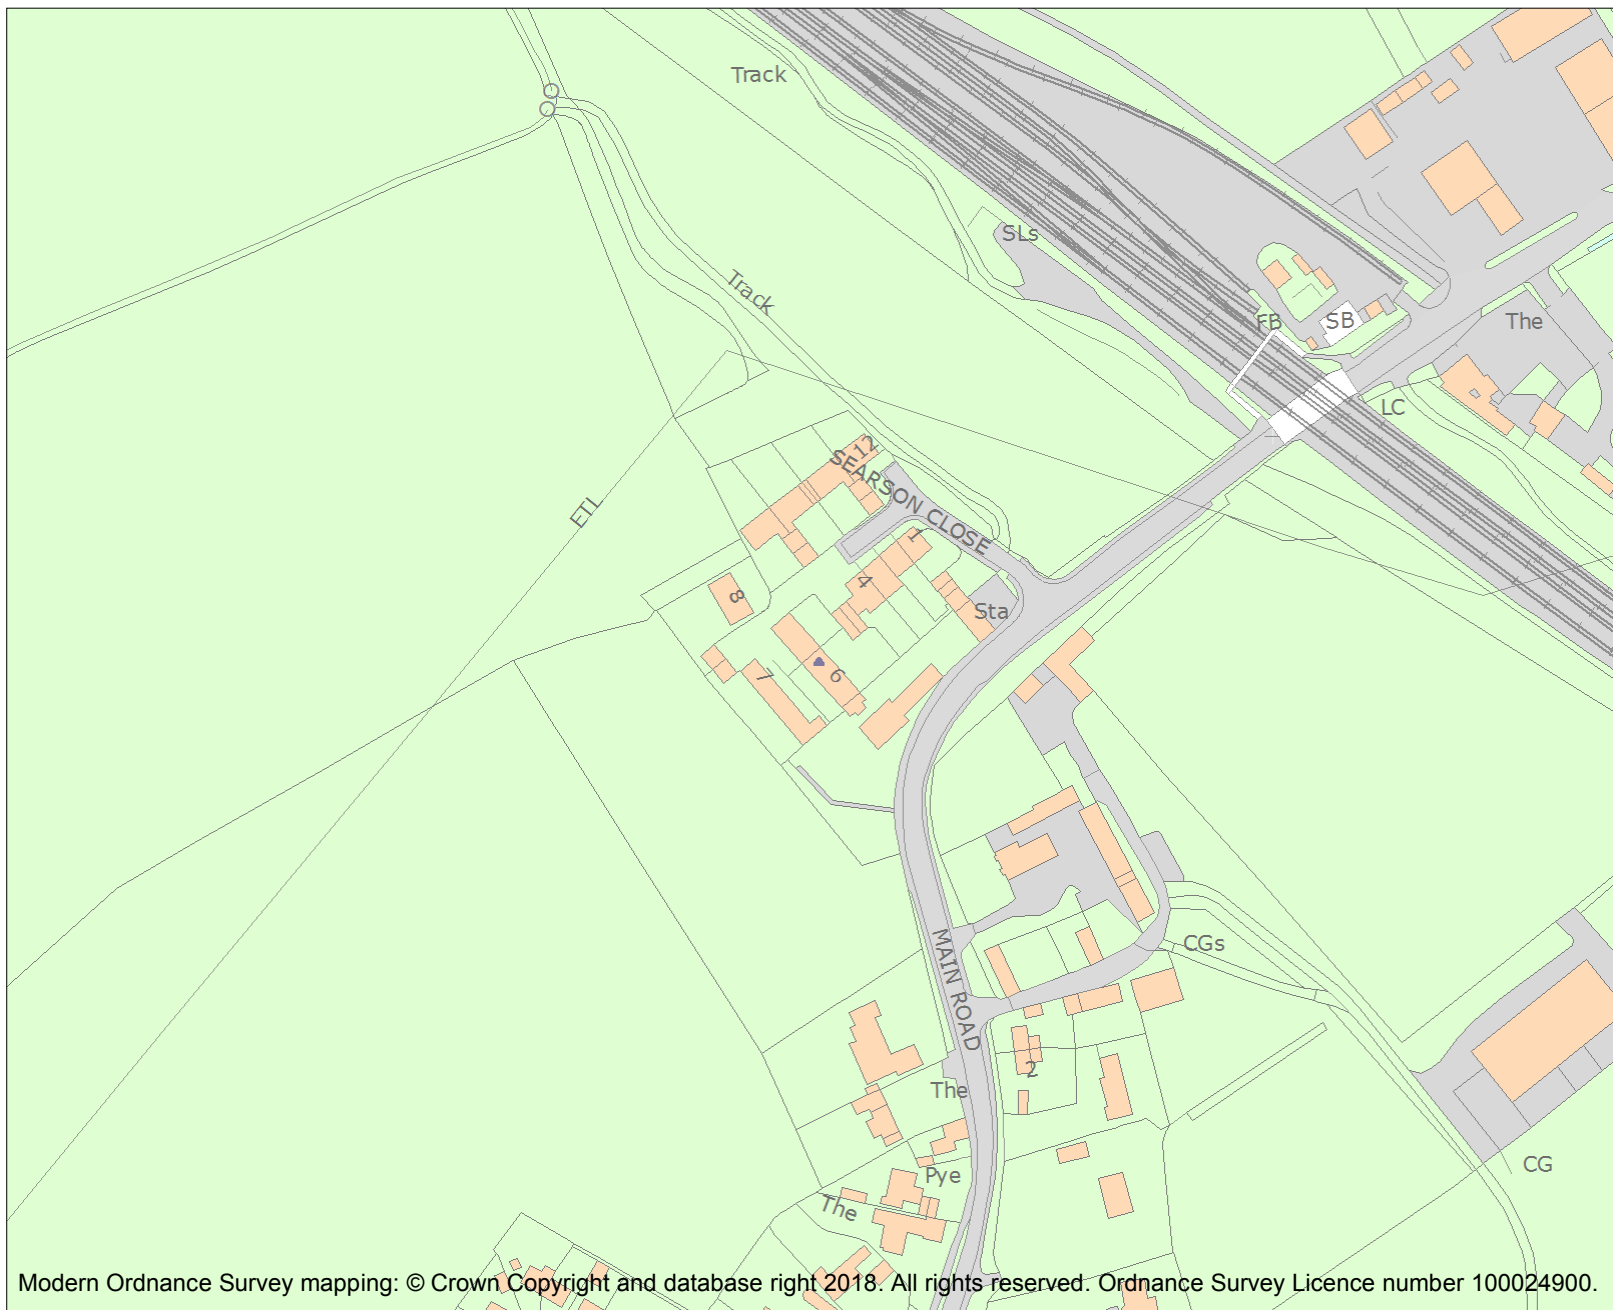 Track
SLs
Track
FB
SB
The
LC
12
SEARSON CLOSE
ETL
1
4
8
Sta
6
7
MAIN ROAD
CGs
2
The
Pye
CG
The
Modern Ordnance Survey mapping: © Crown Copyright and database right 2018. All rights reserved. Ordnance Survey Licence number 100024900.